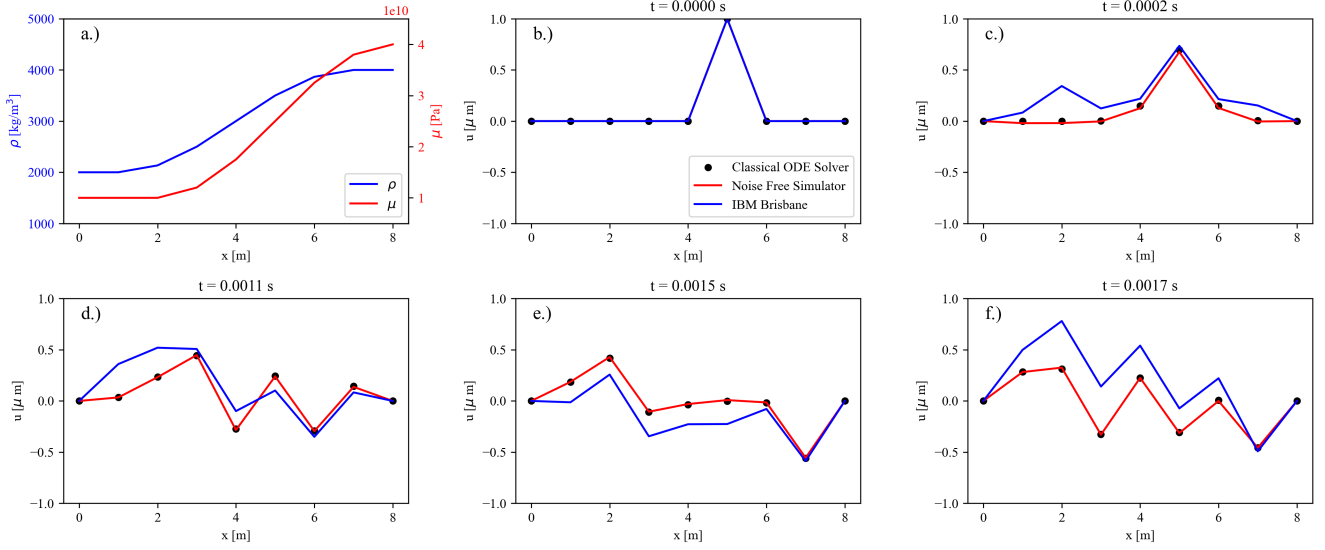 a.)
1e10
5000
4000
3000
2000
1000
ρ [kg/m³]
4
3
2
1
μ [Pa]
ρ
μ
0 2 4 6 8
x [m]
t = 0.0000 s
b.)
1.0
0.5
0.0
−0.5
−1.0
u [μ m]
Classical ODE Solver
Noise Free Simulator
IBM Brisbane
0 2 4 6 8
x [m]
t = 0.0002 s
c.)
1.0
0.5
0.0
−0.5
−1.0
u [μ m]
0 2 4 6 8
x [m]
t = 0.0011 s
d.)
1.0
0.5
0.0
−0.5
−1.0
u [μ m]
0 2 4 6 8
x [m]
t = 0.0015 s
e.)
1.0
0.5
0.0
−0.5
−1.0
u [μ m]
0 2 4 6 8
x [m]
t = 0.0017 s
f.)
1.0
0.5
0.0
−0.5
−1.0
u [μ m]
0 2 4 6 8
x [m]